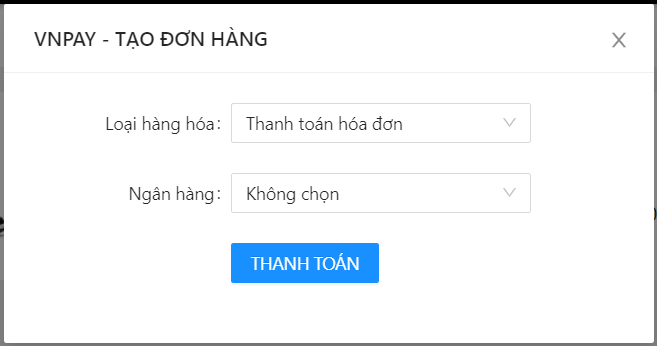 VNPAY - TẠO ĐƠN HÀNG
Loại hàng hóa: Thanh toán hóa đơn
Ngân hàng: Không chọn
THANH TOÁN